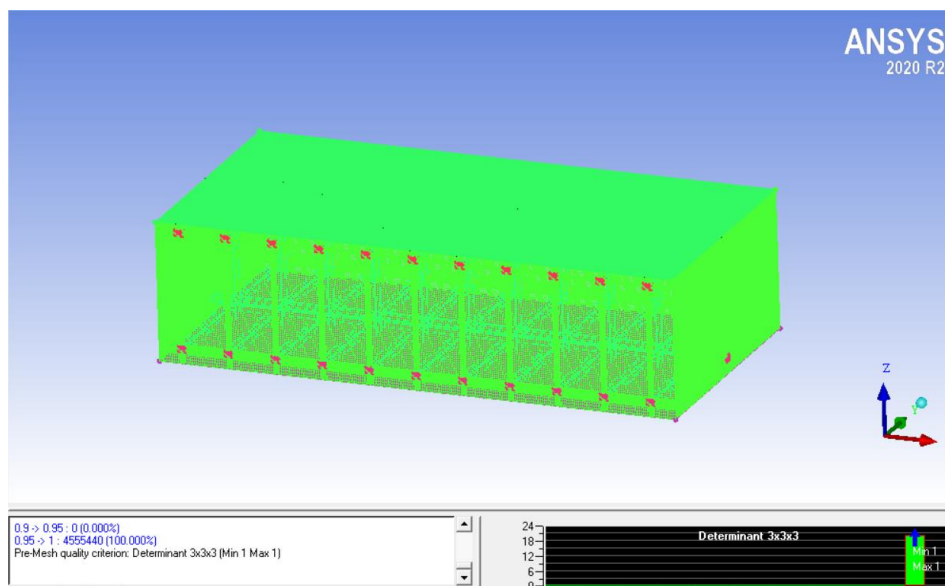 ANSYS
2020 R2
Z
Y
0.9 -> 0.95 : 0 (0.000%)
0.95 -> 1 : 4555440 (100.000%)
Pre-Mesh quality criterion: Determinant 3x3x3 (Min 1 Max 1)
24
18
12
6
0
Determinant 3x3x3
Min 1
Max 1